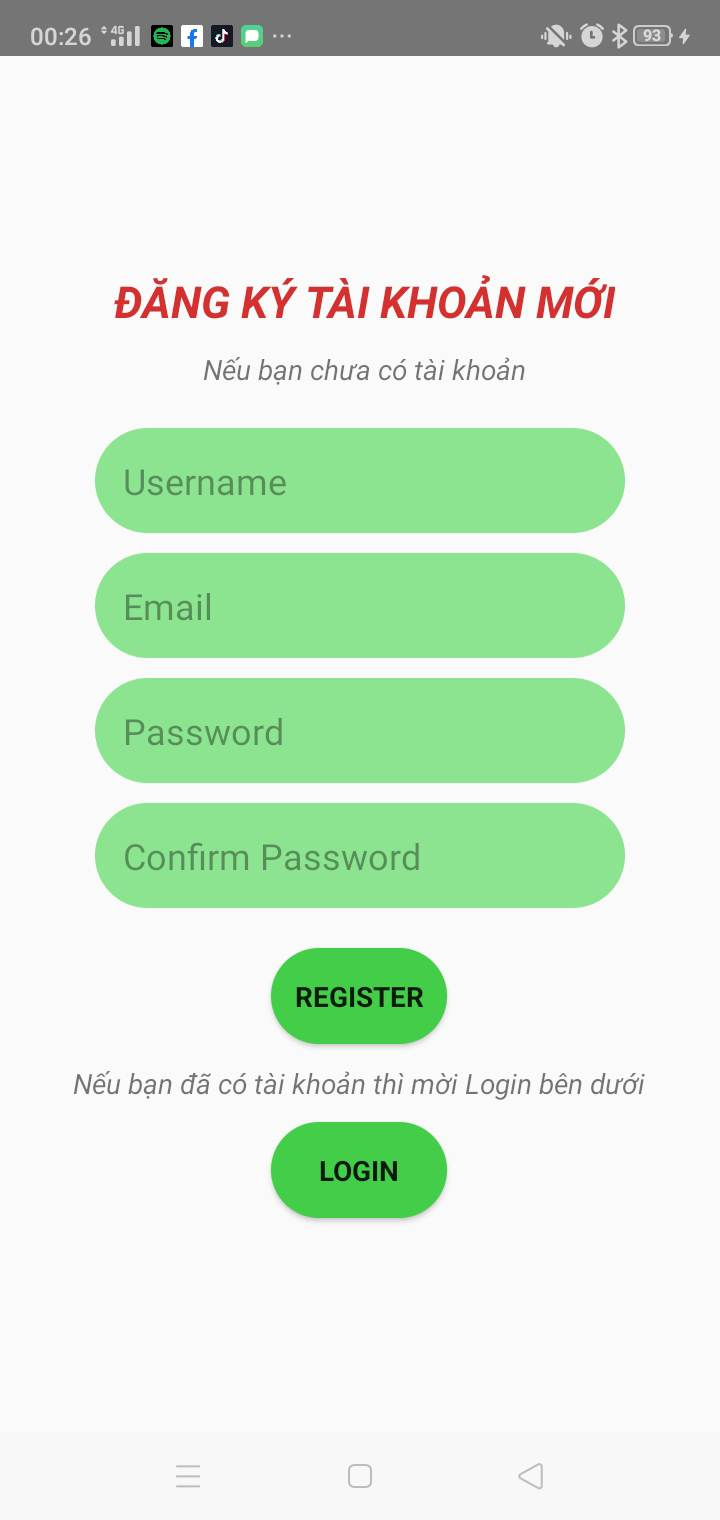 00:26 4G 93
ĐĂNG KÝ TÀI KHOẢN MỚI
Nếu bạn chưa có tài khoản
Username
Email
Password
Confirm Password
REGISTER
Nếu bạn đã có tài khoản thì mời Login bên dưới
LOGIN